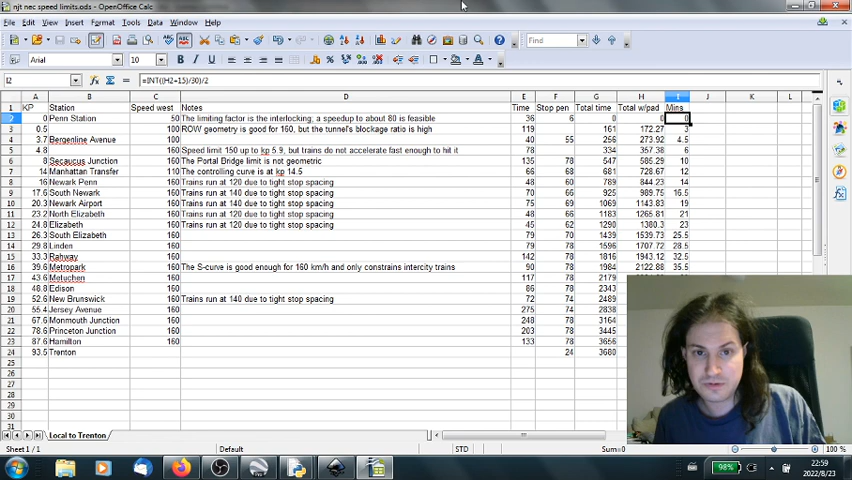 njt nec speed limits.ods - OpenOffice Calc
File Edit View Insert Format Tools Data Window Help
Find
Arial 10
I2 =INT((H2+15)/30)/2
A B C D E F G H I J K L
1 KP Station Speed west Notes Time Stop pen Total time Total w/pad Mins
2 0 Penn Station 50 The limiting factor is the interlocking; a speedup to about 80 is feasible 36 6 0 0 0
3 0.5 100 ROW geometry is good for 160, but the tunnel's blockage ratio is high 119 161 172.27 3
4 3.7 Bergenline Avenue 100 40 55 256 273.92 4.5
5 4.8 160 Speed limit 150 up to kp 5.9, but trains do not accelerate fast enough to hit it 78 334 357.38 6
6 8 Secaucus Junction 160 The Portal Bridge limit is not geometric 135 78 547 585.29 10
7 14 Manhattan Transfer 110 The controlling curve is at kp 14.5 66 68 681 728.67 12
8 16 Newark Penn 160 Trains run at 120 due to tight stop spacing 48 60 789 844.23 14
9 17.6 South Newark 160 Trains run at 140 due to tight stop spacing 70 66 925 989.75 16.5
10 20.3 Newark Airport 160 Trains run at 140 due to tight stop spacing 75 69 1069 1143.83 19
11 23.2 North Elizabeth 160 Trains run at 120 due to tight stop spacing 48 66 1183 1265.81 21
12 24.8 Elizabeth 160 Trains run at 120 due to tight stop spacing 45 62 1290 1380.3 23
13 26.3 South Elizabeth 160 79 70 1439 1539.73 25.5
14 29.8 Linden 160 79 78 1596 1707.72 28.5
15 33.3 Rahway 160 142 78 1816 1943.12 32.5
16 39.6 Metropark 160 The S-curve is good enough for 160 km/h and only constrains intercity trains 90 78 1984 2122.88 35.5
17 43.6 Metuchen 160 117 78 2179
18 48.8 Edison 160 86 78 2343
19 52.6 New Brunswick 160 Trains run at 140 due to tight stop spacing 72 74 2489
20 55.4 Jersey Avenue 160 275 74 2838
21 67.6 Monmouth Junction 160 248 78 3164
22 78.6 Princeton Junction 160 203 78 3445
23 87.6 Hamilton 160 133 78 3656
24 93.5 Trenton 24 3680
25
26
27
28
29
30
31
Local to Trenton
Sheet 1 / 1 Default STD Sum=0 100 %
98% 22:59
2022/8/23